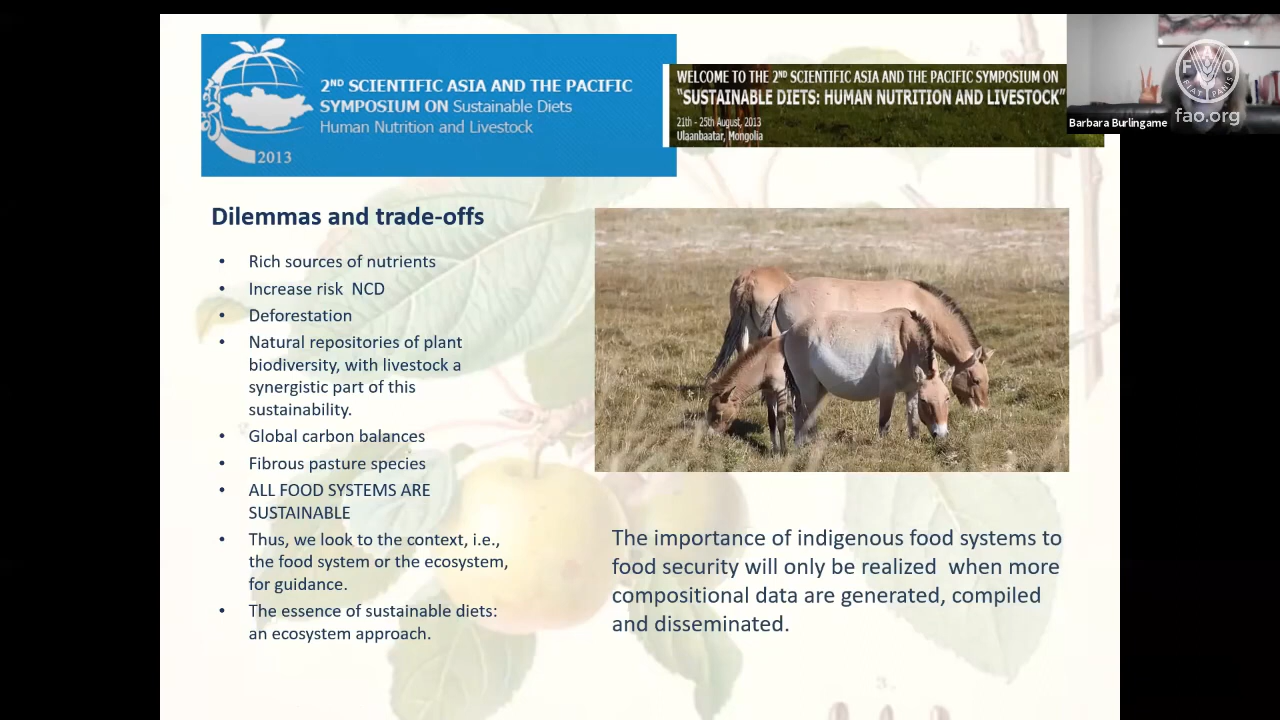 2ND SCIENTIFIC ASIA AND THE PACIFIC
SYMPOSIUM ON Sustainable Diets
Human Nutrition and Livestock
2013
WELCOME TO THE 2ND SCIENTIFIC ASIA AND THE PACIFIC SYMPOSIUM ON
"SUSTAINABLE DIETS: HUMAN NUTRITION AND LIVESTOCK"
21th - 25th August, 2013
Ulaanbaatar, Mongolia
F A O
FIAT PANIS
fao.org
Barbara Burlingame
Dilemmas and trade-offs
• Rich sources of nutrients
• Increase risk NCD
• Deforestation
• Natural repositories of plant
biodiversity, with livestock a
synergistic part of this
sustainability.
• Global carbon balances
• Fibrous pasture species
• ALL FOOD SYSTEMS ARE
SUSTAINABLE
• Thus, we look to the context, i.e.,
the food system or the ecosystem,
for guidance.
• The essence of sustainable diets:
an ecosystem approach.
The importance of indigenous food systems to
food security will only be realized when more
compositional data are generated, compiled
and disseminated.